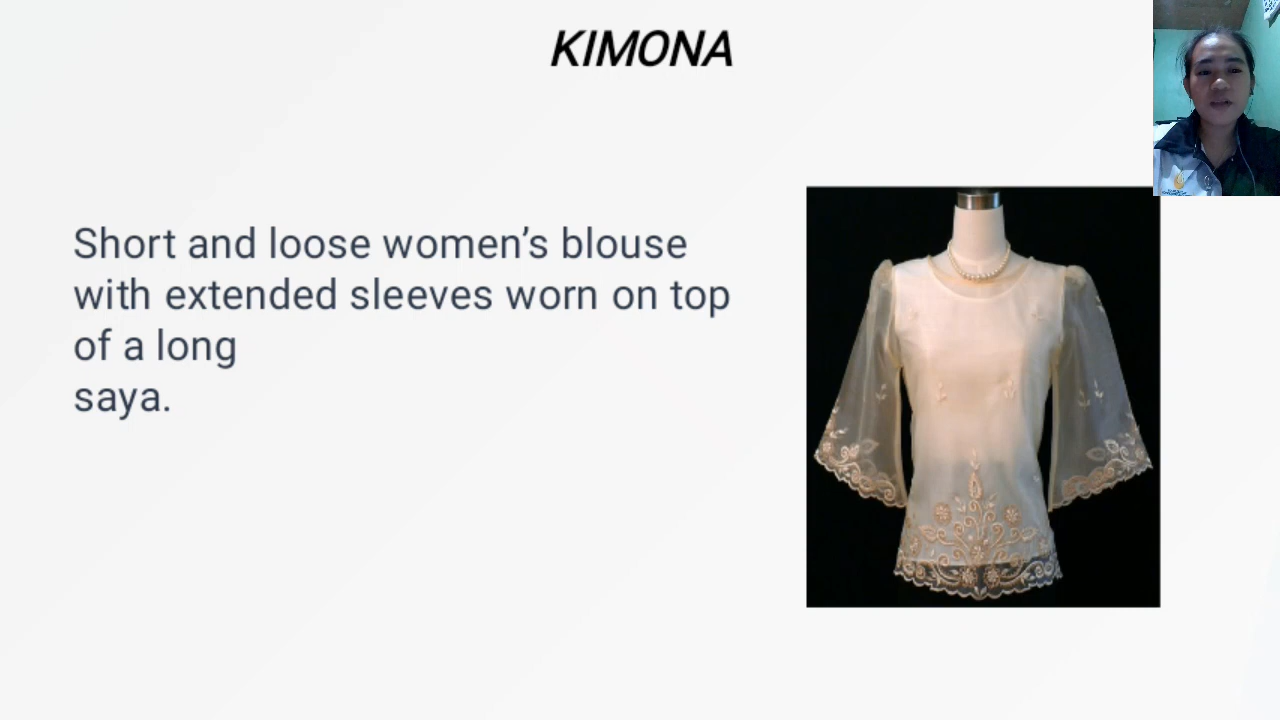 KIMONA
Short and loose women’s blouse
with extended sleeves worn on top
of a long
saya.